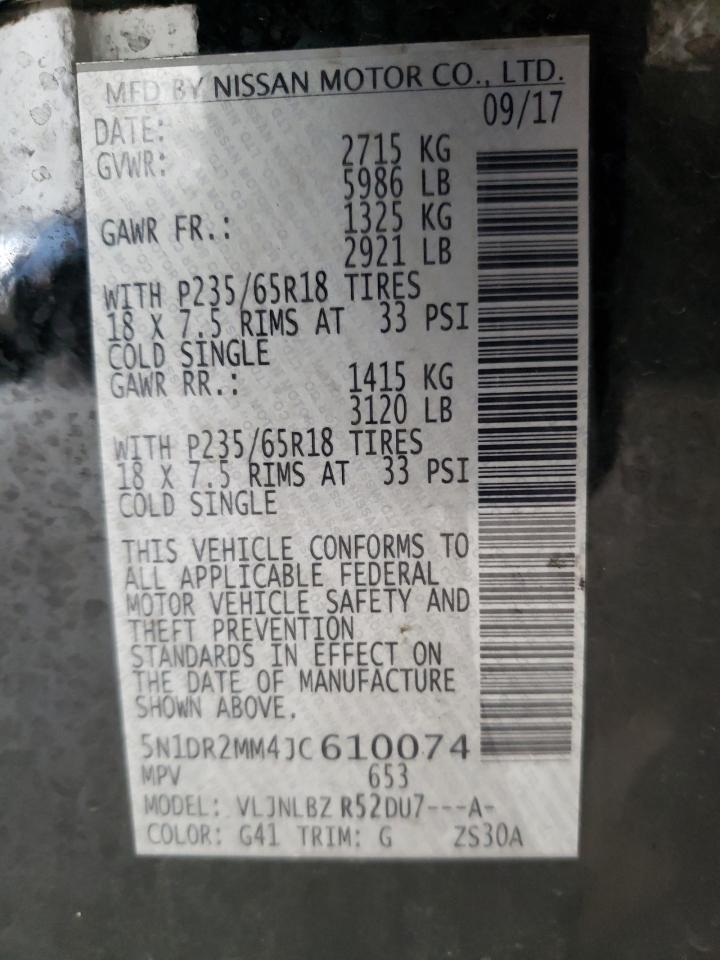 MFD BY NISSAN MOTOR CO., LTD.
DATE: 09/17
GVWR: 2715 KG
5986 LB
GAWR FR.: 1325 KG
2921 LB
WITH P235/65R18 TIRES
18 X 7.5 RIMS AT 33 PSI
COLD SINGLE
GAWR RR.: 1415 KG
3120 LB
WITH P235/65R18 TIRES
18 X 7.5 RIMS AT 33 PSI
COLD SINGLE
THIS VEHICLE CONFORMS TO
ALL APPLICABLE FEDERAL
MOTOR VEHICLE SAFETY AND
THEFT PREVENTION
STANDARDS IN EFFECT ON
THE DATE OF MANUFACTURE
SHOWN ABOVE.
5N1DR2MM4JC610074
MPV 653
MODEL: VLJNLBZ R52DU7---A-
COLOR: G41 TRIM: G ZS30A